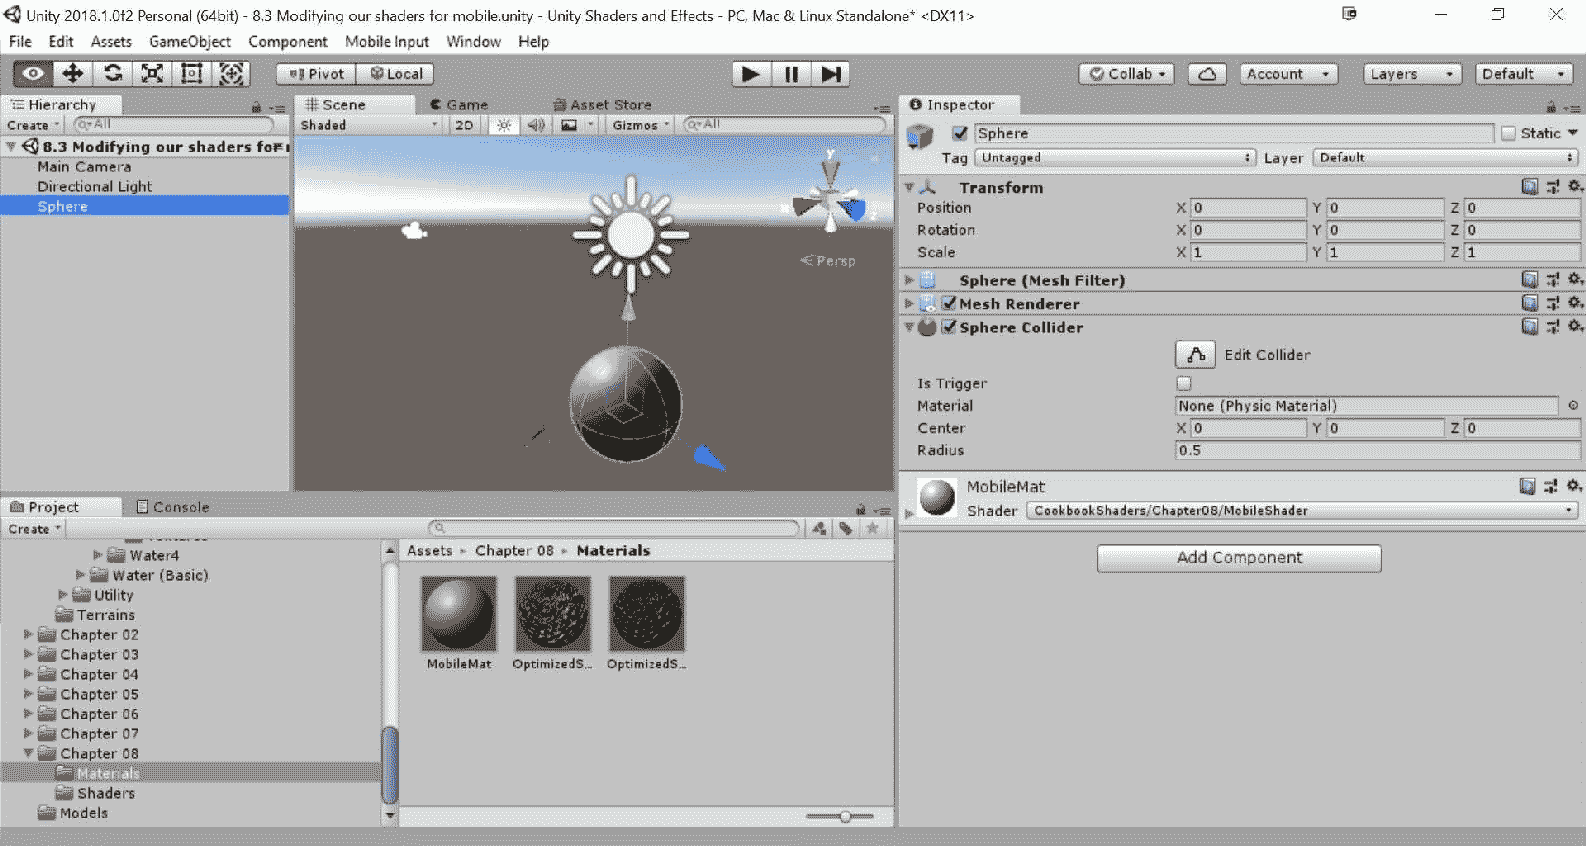 Unity 2018.1.0f2 Personal (64bit) - 8.3 Modifying our shaders for mobile.unity - Unity Shaders and Effects - PC, Mac & Linux Standalone* <DX11>
File Edit Assets GameObject Component Mobile Input Window Help
Pivot Local Collab Account Layers Default
Hierarchy
Create All
8.3 Modifying our shaders for
Main Camera
Directional Light
Sphere
Scene Game Asset Store
Shaded 2D Gizmos All
y
z
Persp
Inspector
Sphere Static
Tag Untagged Layer Default
Transform
Position X 0 Y 0 Z 0
Rotation X 0 Y 0 Z 0
Scale X 1 Y 1 Z 1
Sphere (Mesh Filter)
Mesh Renderer
Sphere Collider
Edit Collider
Is Trigger
Material None (Physic Material)
Center X 0 Y 0 Z 0
Radius 0.5
MobileMat
Shader CookbookShaders/Chapter08/MobileShader
Add Component
Project Console
Create
Water4
Water (Basic)
Utility
Terrains
Chapter 02
Chapter 03
Chapter 04
Chapter 05
Chapter 06
Chapter 07
Chapter 08
Materials
Shaders
Models
Assets Chapter 08 Materials
MobileMat OptimizedS... OptimizedS...